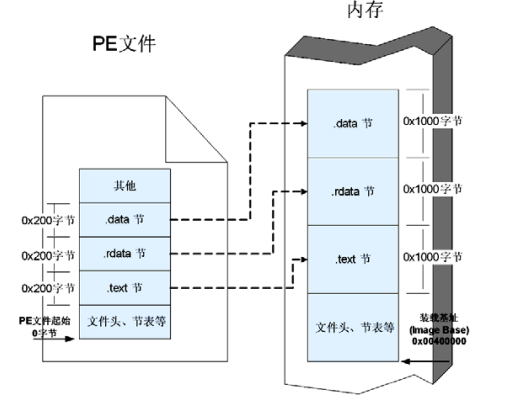 内存
PE文件
其他
.data 节
.rdata 节
.text 节
文件头、节表等
0x200字节
0x200字节
0x200字节
PE文件起始
0字节
.data 节
.rdata 节
.text 节
文件头、节表等
0x1000字节
0x1000字节
0x1000字节
装载基址
(Image Base)
0x00400000